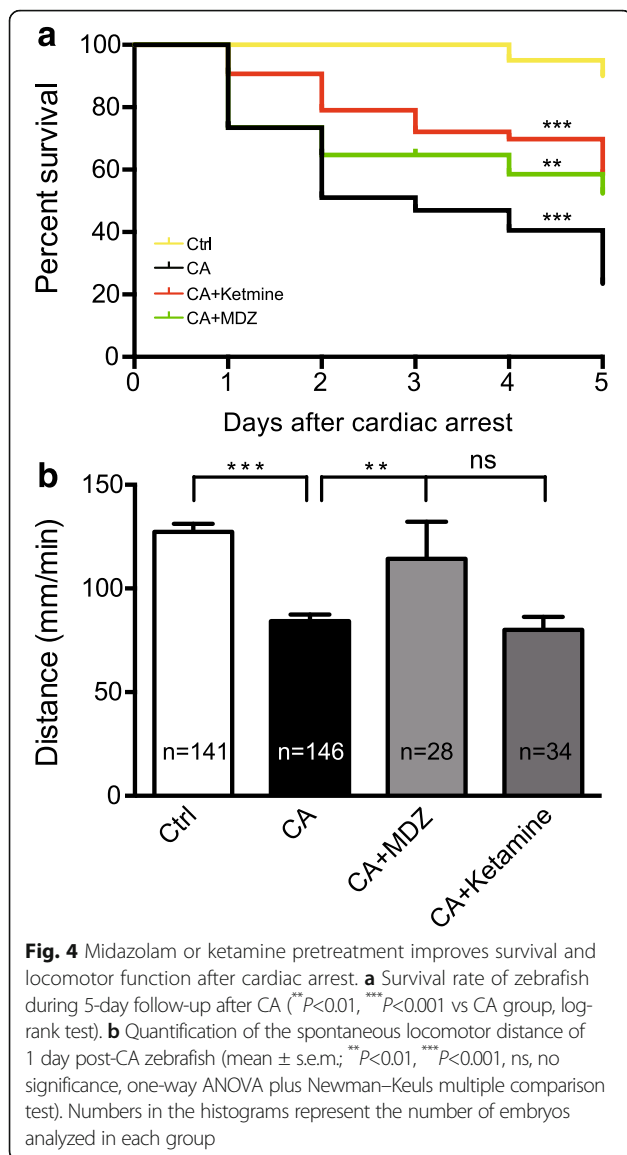 a
100
80
60
40
20
0
Percent survival
***
**
***
Ctrl
CA
CA+Ketmine
CA+MDZ
0 1 2 3 4 5
Days after cardiac arrest
b
*** ** ns
150
100
50
0
Distance (mm/min)
n=141 n=146 n=28 n=34
Ctrl CA CA+MDZ CA+Ketamine
Fig. 4 Midazolam or ketamine pretreatment improves survival and
locomotor function after cardiac arrest. a Survival rate of zebrafish
during 5-day follow-up after CA (**P<0.01, ***P<0.001 vs CA group, log-
rank test). b Quantification of the spontaneous locomotor distance of
1 day post-CA zebrafish (mean ± s.e.m.; **P<0.01, ***P<0.001, ns, no
significance, one-way ANOVA plus Newman–Keuls multiple comparison
test). Numbers in the histograms represent the number of embryos
analyzed in each group